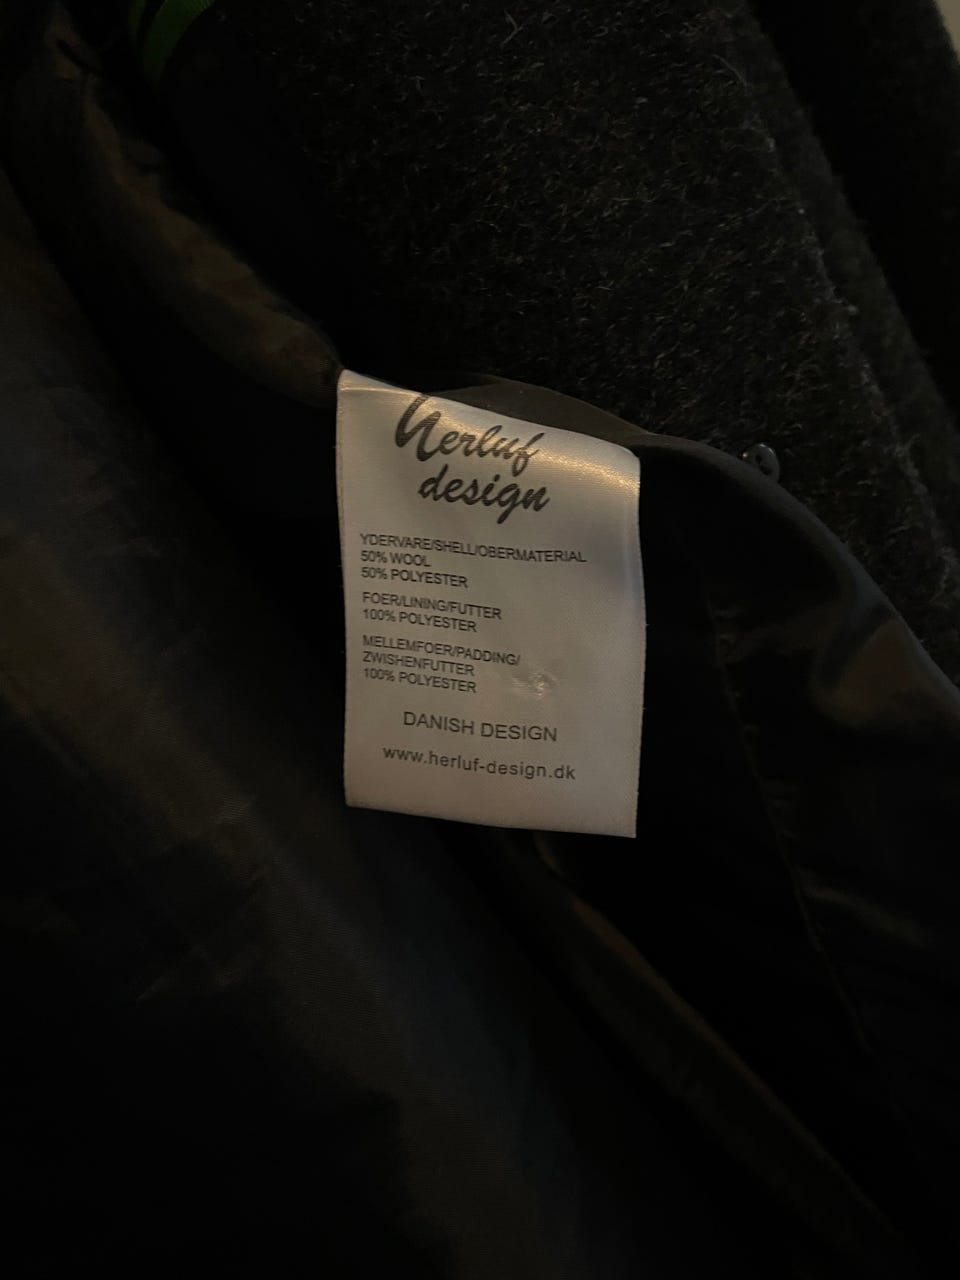 Herluf
design
YDERVARE/SHELL/OBERMATERIAL
50% WOOL
50% POLYESTER
FOER/LINING/FUTTER
100% POLYESTER
MELLEMFOER/PADDING/
ZWISHENFUTTER
100% POLYESTER
DANISH DESIGN
www.herluf-design.dk